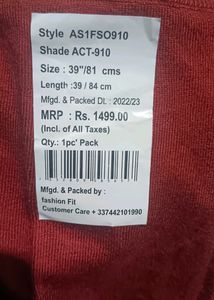 Style AS1FSO910
Shade ACT-910
Size : 39"/81 cms
Length :39 / 84 cm
Mfgd. & Packed Dt. : 2022/23
MRP : Rs. 1499.00
(Incl. of All Taxes)
Qty.: 1pc' Pack
Mfgd. & Packed by :
fashion Fit
Customer Care + 337442101990